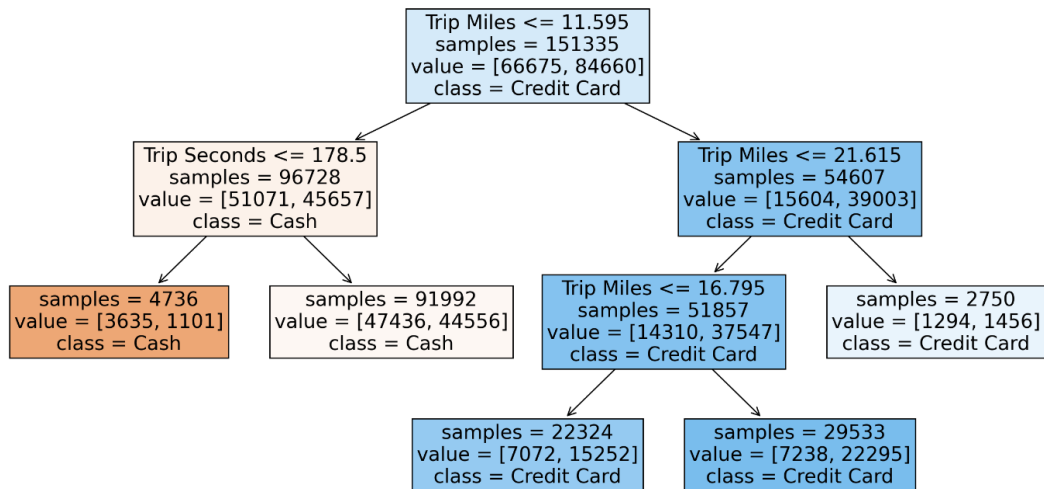 Trip Miles <= 11.595
samples = 151335
value = [66675, 84660]
class = Credit Card
Trip Seconds <= 178.5
samples = 96728
value = [51071, 45657]
class = Cash
Trip Miles <= 21.615
samples = 54607
value = [15604, 39003]
class = Credit Card
samples = 4736
value = [3635, 1101]
class = Cash
samples = 91992
value = [47436, 44556]
class = Cash
Trip Miles <= 16.795
samples = 51857
value = [14310, 37547]
class = Credit Card
samples = 2750
value = [1294, 1456]
class = Credit Card
samples = 22324
value = [7072, 15252]
class = Credit Card
samples = 29533
value = [7238, 22295]
class = Credit Card